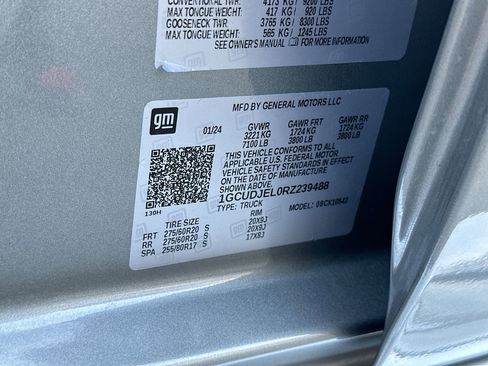 CONVENTIONAL TWR: 4173 KG/ 9200 LBS
MAX TONGUE WEIGHT: 417 KG/ 920 LBS
GOOSENECK TWR: 3765 KG/ 8300 LBS
MAX TONGUE WEIGHT: 565 KG/ 1245 LBS
SEE OWNER'S MANUAL FOR MORE INFORMATION
gm
MFD BY GENERAL MOTORS LLC
01/24 GVWR GAWR FRT GAWR RR
3221 KG 1724 KG 1724 KG
7100 LB 3800 LB 3800 LB
THIS VEHICLE CONFORMS TO ALL
APPLICABLE U.S. FEDERAL MOTOR
VEHICLE SAFETY STANDARDS IN
EFFECT ON THE DATE OF
MANUFACTURE SHOWN ABOVE.
1GCUDJEL0RZ239488
130H TYPE: TRUCK MODEL: 08CK10543
TIRE SIZE RIM
FRT 275/60R20 S 20X9J
RR 275/60R20 S 20X9J
SPA 255/80R17 S 17X8J